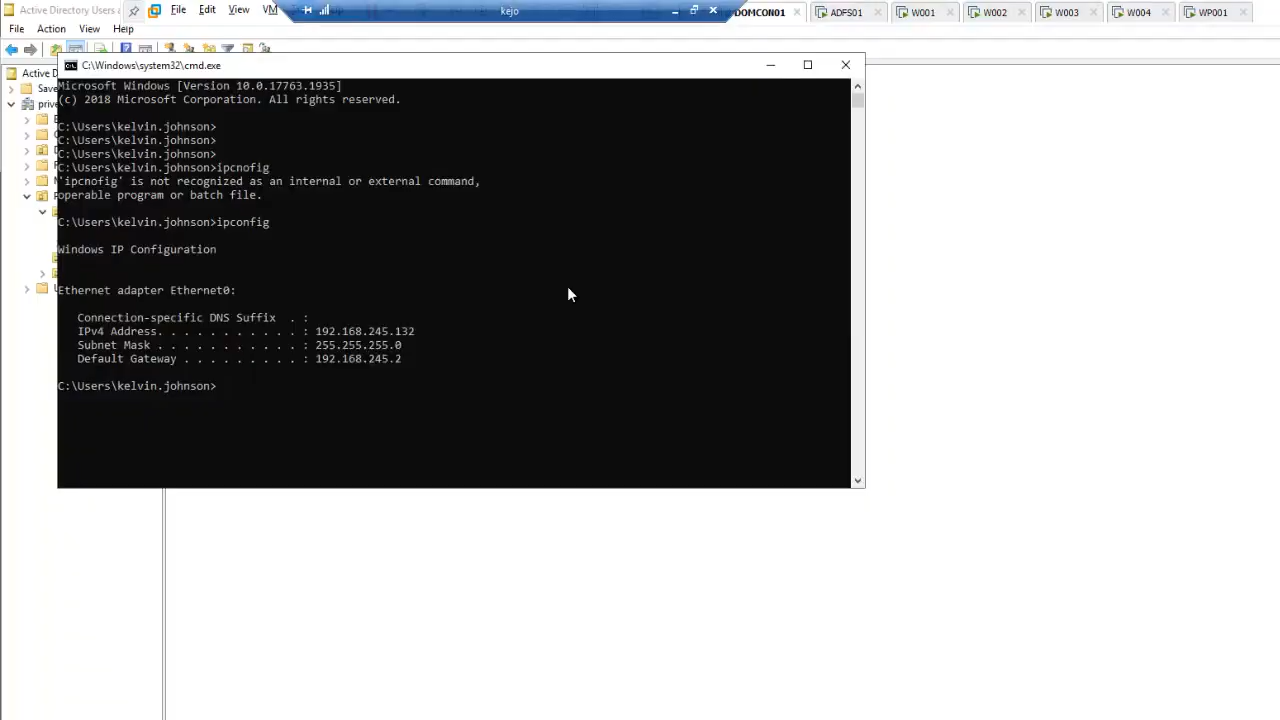 Active Directory Users a
File Edit View VM
kejo
DOMCON01 ADFS01 W001 W002 W003 W004 WP001
File Action View Help
C:\Windows\system32\cmd.exe
Active D
Save
prive
Microsoft Windows [Version 10.0.17763.1935]
(c) 2018 Microsoft Corporation. All rights reserved.
C:\Users\kelvin.johnson>
C:\Users\kelvin.johnson>
C:\Users\kelvin.johnson>
C:\Users\kelvin.johnson>ipcnofig
'ipcnofig' is not recognized as an internal or external command,
operable program or batch file.
C:\Users\kelvin.johnson>ipconfig
Windows IP Configuration
Ethernet adapter Ethernet0:
Connection-specific DNS Suffix . :
IPv4 Address. . . . . . . . . . . : 192.168.245.132
Subnet Mask . . . . . . . . . . . : 255.255.255.0
Default Gateway . . . . . . . . . : 192.168.245.2
C:\Users\kelvin.johnson>